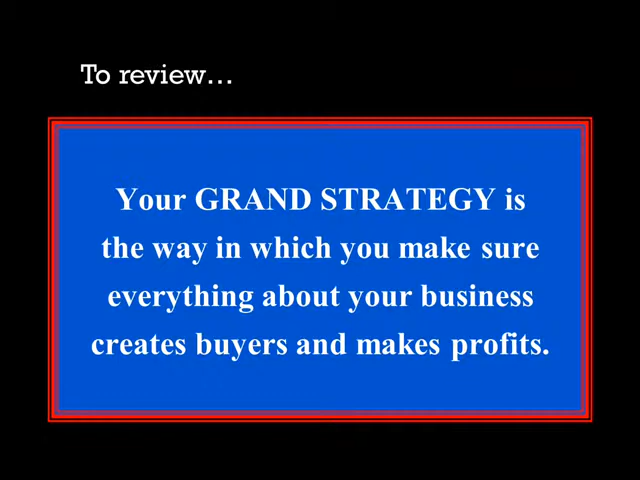 To review...
Your GRAND STRATEGY is
the way in which you make sure
everything about your business
creates buyers and makes profits.